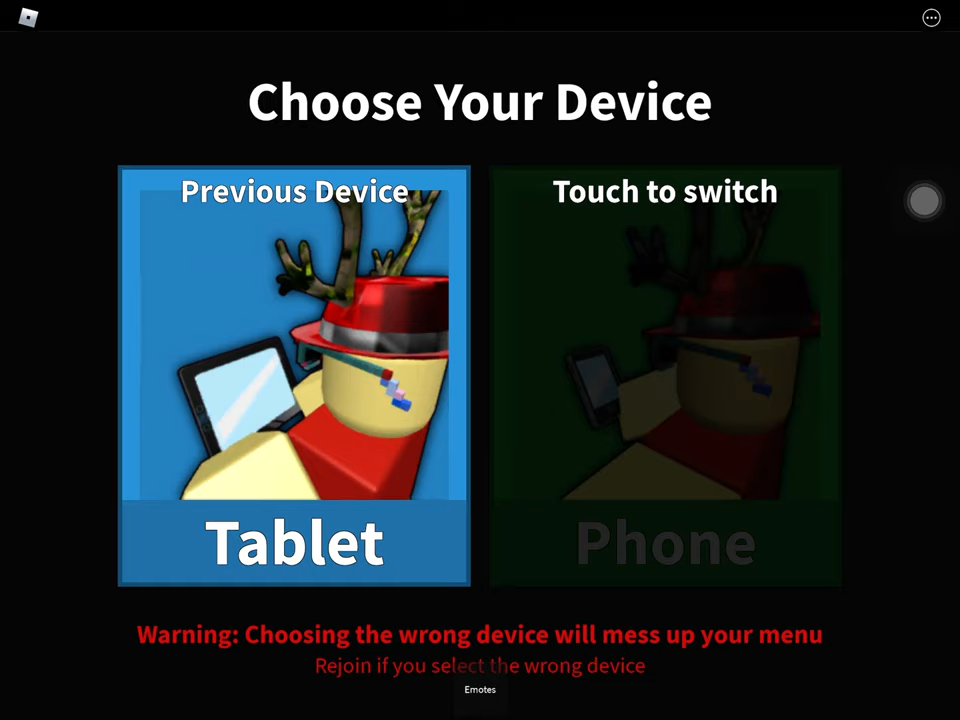 Choose Your Device
Previous Device
Touch to switch
Tablet
Phone
Warning: Choosing the wrong device will mess up your menu
Rejoin if you select the wrong device
Emotes